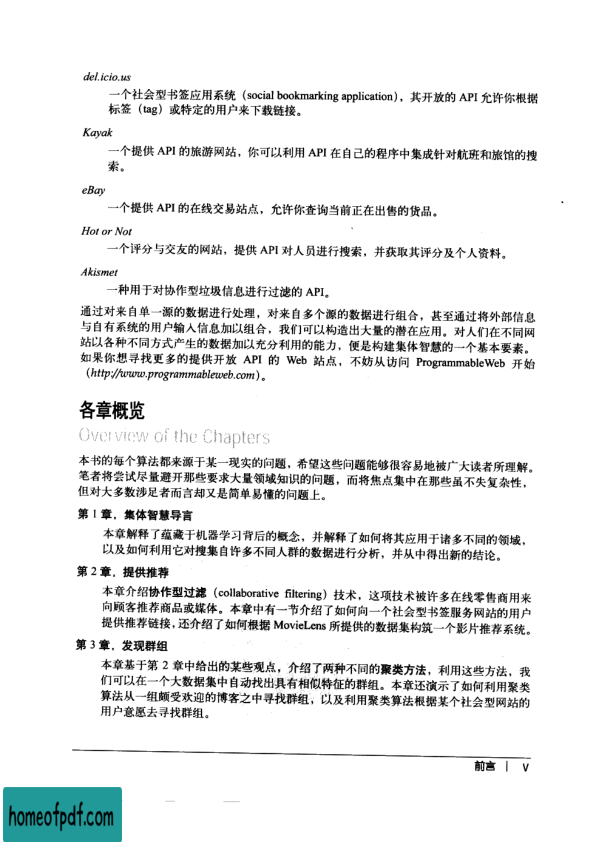 del.icio.us
一个社会型书签应用系统（social bookmarking application），其开放的 API 允许你根据
标签（tag）或特定的用户来下载链接。
Kayak
一个提供 API 的旅游网站，你可以利用 API 在自己的程序中集成针对航班和旅馆的搜
索。
eBay
一个提供 API 的在线交易站点，允许你查询当前正在出售的货品。
Hot or Not
一个评分与交友的网站，提供 API 对人员进行搜索，并获取其评分及个人资料。
Akismet
一种用于对协作型垃圾信息进行过滤的 API。
通过对来自单一源的数据进行处理，对来自多个源的数据进行组合，甚至通过将外部信息
与自有系统的用户输入信息加以组合，我们可以构造出大量的潜在应用。对人们在不同网
站以各种不同方式产生的数据加以充分利用的能力，便是构建集体智慧的一个基本要素。
如果你想寻找更多的提供开放 API 的 Web 站点，不妨从访问 ProgrammableWeb 开始
（http://www.programmableweb.com）。
各章概览
Overview of the Chapters
本书的每个算法都来源于某一现实的问题，希望这些问题能够很容易地被广大读者所理解。
笔者将尝试尽量避开那些要求大量领域知识的问题，而将焦点集中在那些虽不失复杂性，
但对大多数涉足者而言却又是简单易懂的问题上。
第 1 章，集体智慧导言
本章解释了蕴藏于机器学习背后的概念，并解释了如何将其应用于诸多不同的领域，
以及如何利用它对搜集自许多不同人群的数据进行分析，并从中得出新的结论。
第 2 章，提供推荐
本章介绍协作型过滤（collaborative filtering）技术，这项技术被许多在线零售商用来
向顾客推荐商品或媒体。本章中有一节介绍了如何向一个社会型书签服务网站的用户
提供推荐链接，还介绍了如何根据 MovieLens 所提供的数据集构筑一个影片推荐系统。
第 3 章，发现群组
本章基于第 2 章中给出的某些观点，介绍了两种不同的聚类方法，利用这些方法，我
们可以在一个大数据集中自动找出具有相似特征的群组。本章还演示了如何利用聚类
算法从一组颇受欢迎的博客之中寻找群组，以及利用聚类算法根据某个社会型网站的
用户意愿去寻找群组。
前言 | V
homeofpdf.com